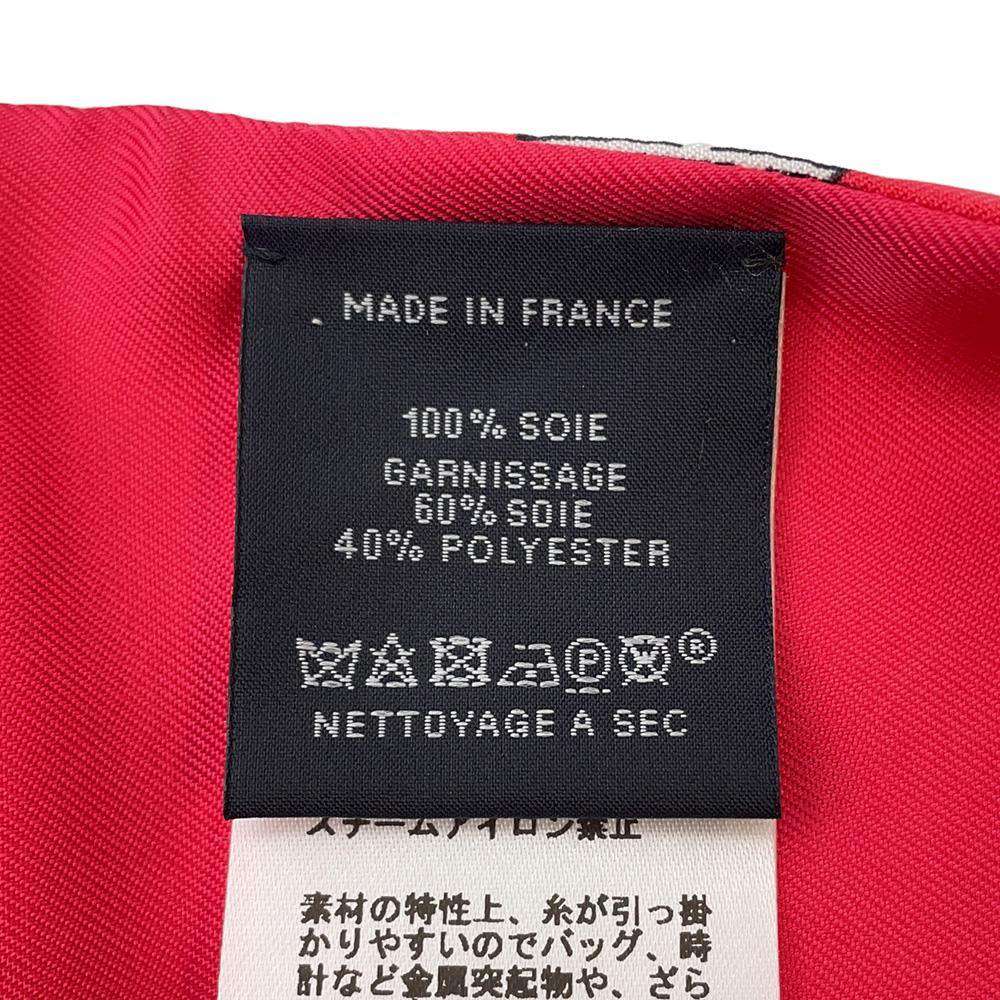 MADE IN FRANCE
100% SOIE
GARNISSAGE
60% SOIE
40% POLYESTER
P W ®
NETTOYAGE A SEC
スチームアイロン禁止
素材の特性上、糸が引っ掛
かりやすいのでバッグ、時
計など金属突起物や、ざら